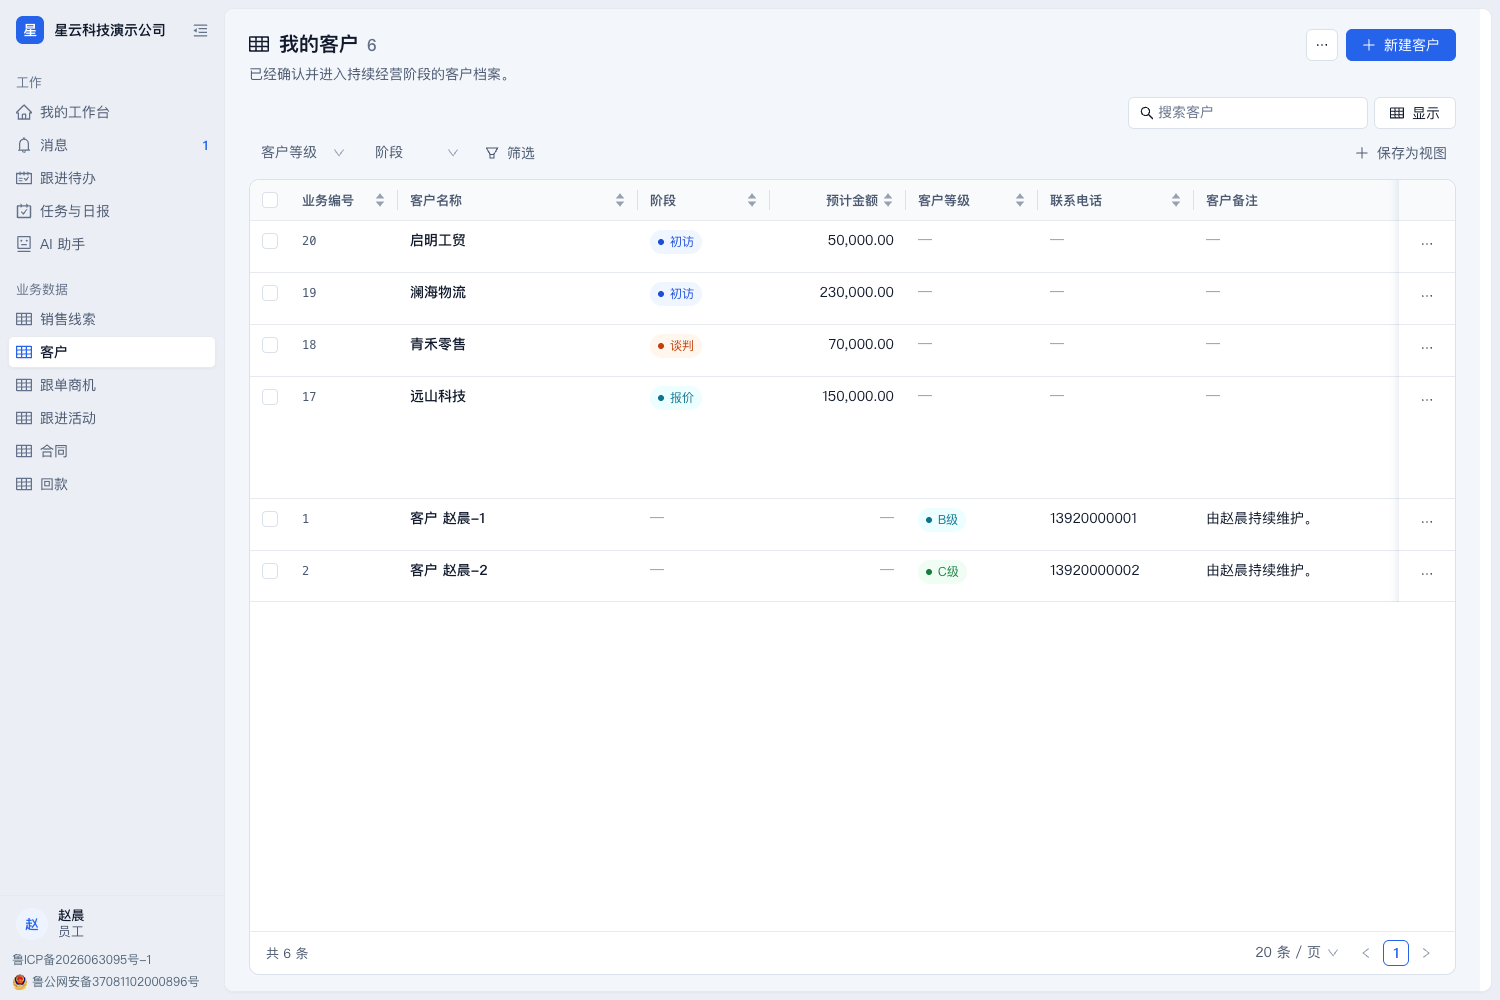 星 星云科技演示公司
工作
我的工作台
消息 1
跟进待办
任务与日报
AI 助手
业务数据
销售线索
客户
跟单商机
跟进活动
合同
回款
赵 赵晨
员工
鲁ICP备2026063095号-1
鲁公网安备37081102000896号
我的客户 6
已经确认并进入持续经营阶段的客户档案。
... + 新建客户
搜索客户 显示
客户等级 阶段 筛选 + 保存为视图
业务编号 客户名称 阶段 预计金额 客户等级 联系电话 客户备注
20 启明工贸 初访 50,000.00 — — — ...
19 澜海物流 初访 230,000.00 — — — ...
18 青禾零售 谈判 70,000.00 — — — ...
17 远山科技 报价 150,000.00 — — — ...
1 客户 赵晨-1 — — B级 13920000001 由赵晨持续维护。 ...
2 客户 赵晨-2 — — C级 13920000002 由赵晨持续维护。 ...
共 6 条 20 条 / 页 < 1 >